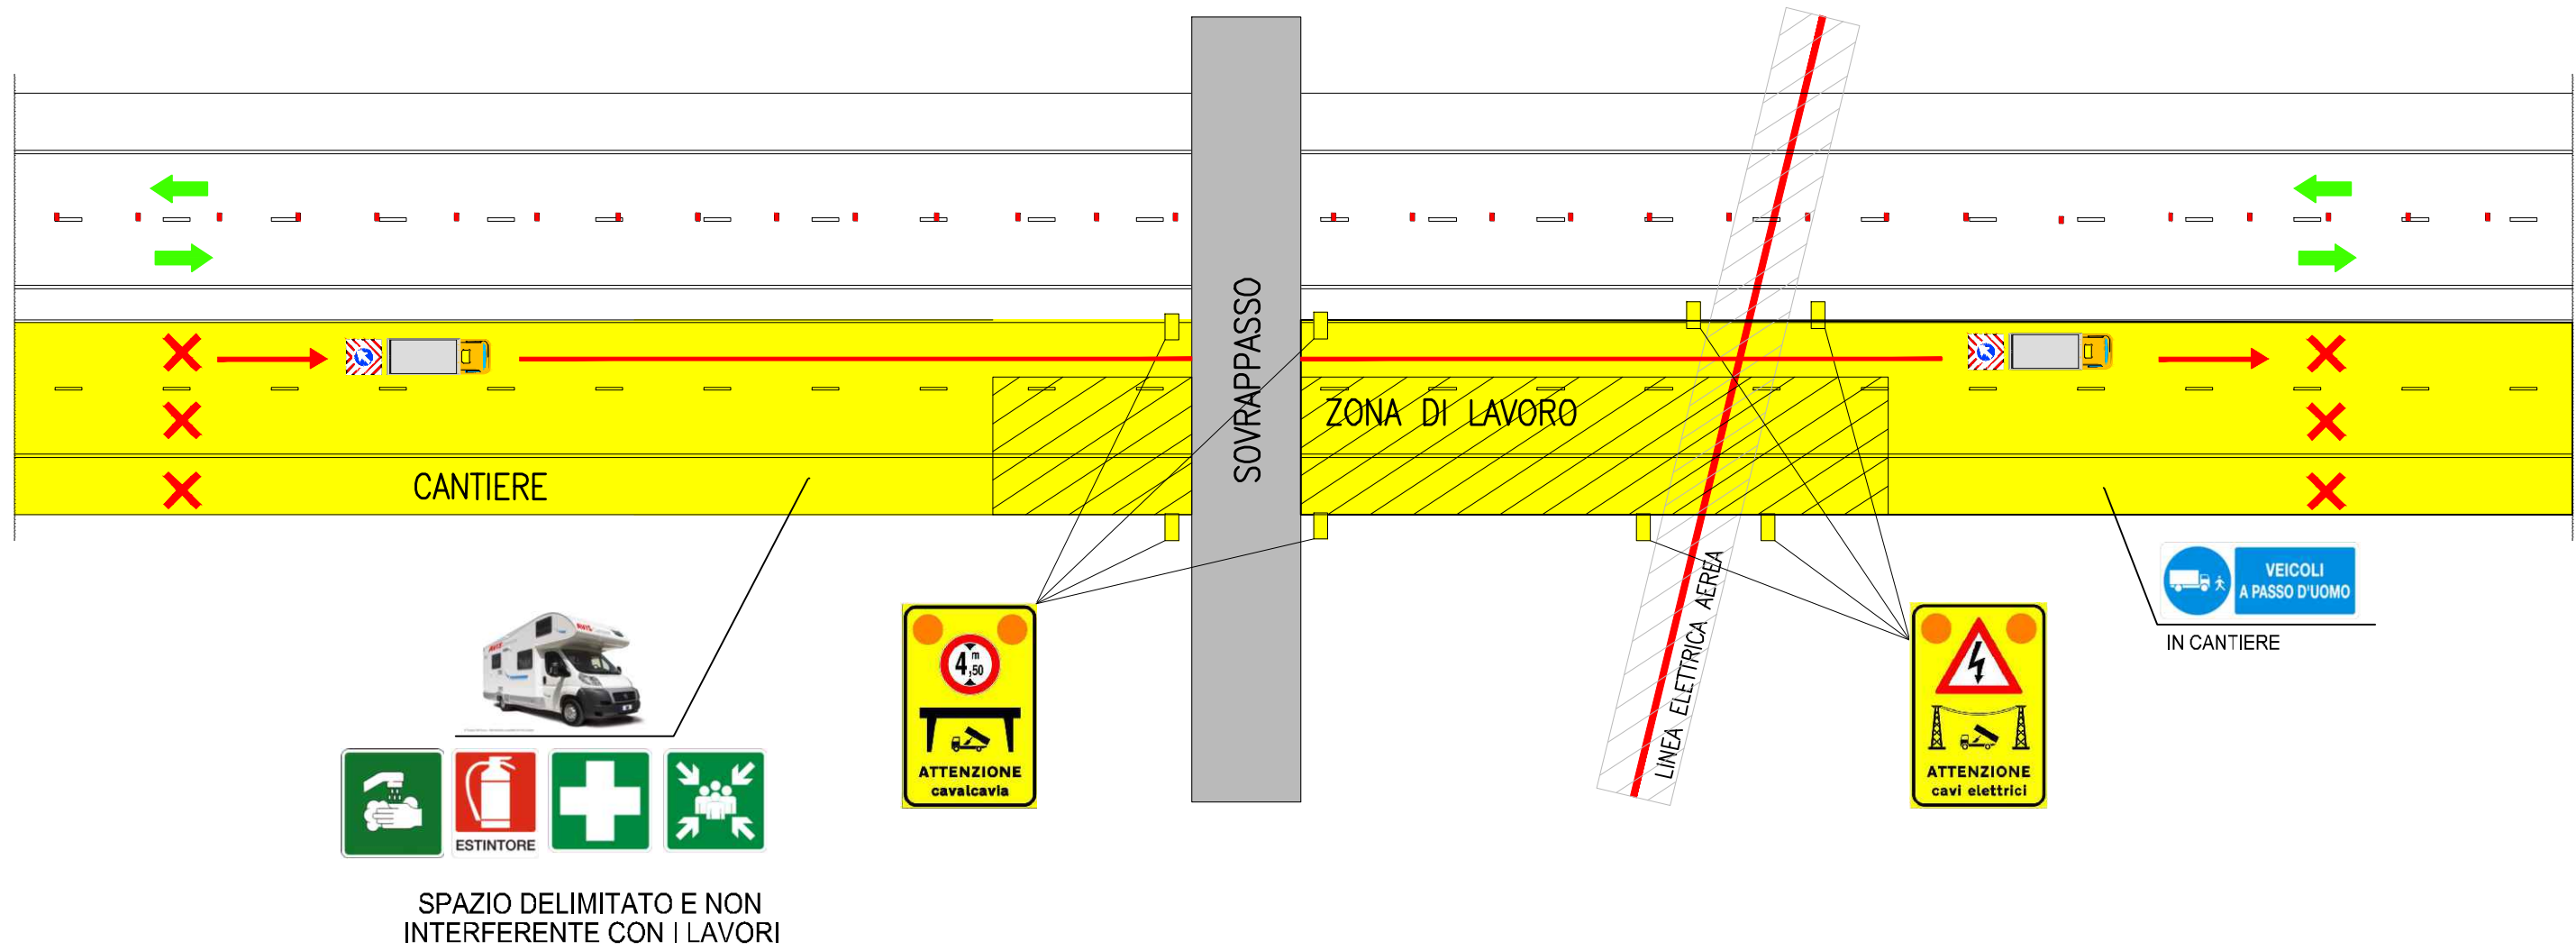 SOVRAPPASSO
ZONA DI LAVORO
CANTIERE
LINEA ELETTRICA AEREA
VEICOLI
A PASSO D'UOMO
IN CANTIERE
4 m
,50
ATTENZIONE
cavalcavia
ATTENZIONE
cavi elettrici
AVIS
ESTINTORE
SPAZIO DELIMITATO E NON
INTERFERENTE CON I LAVORI